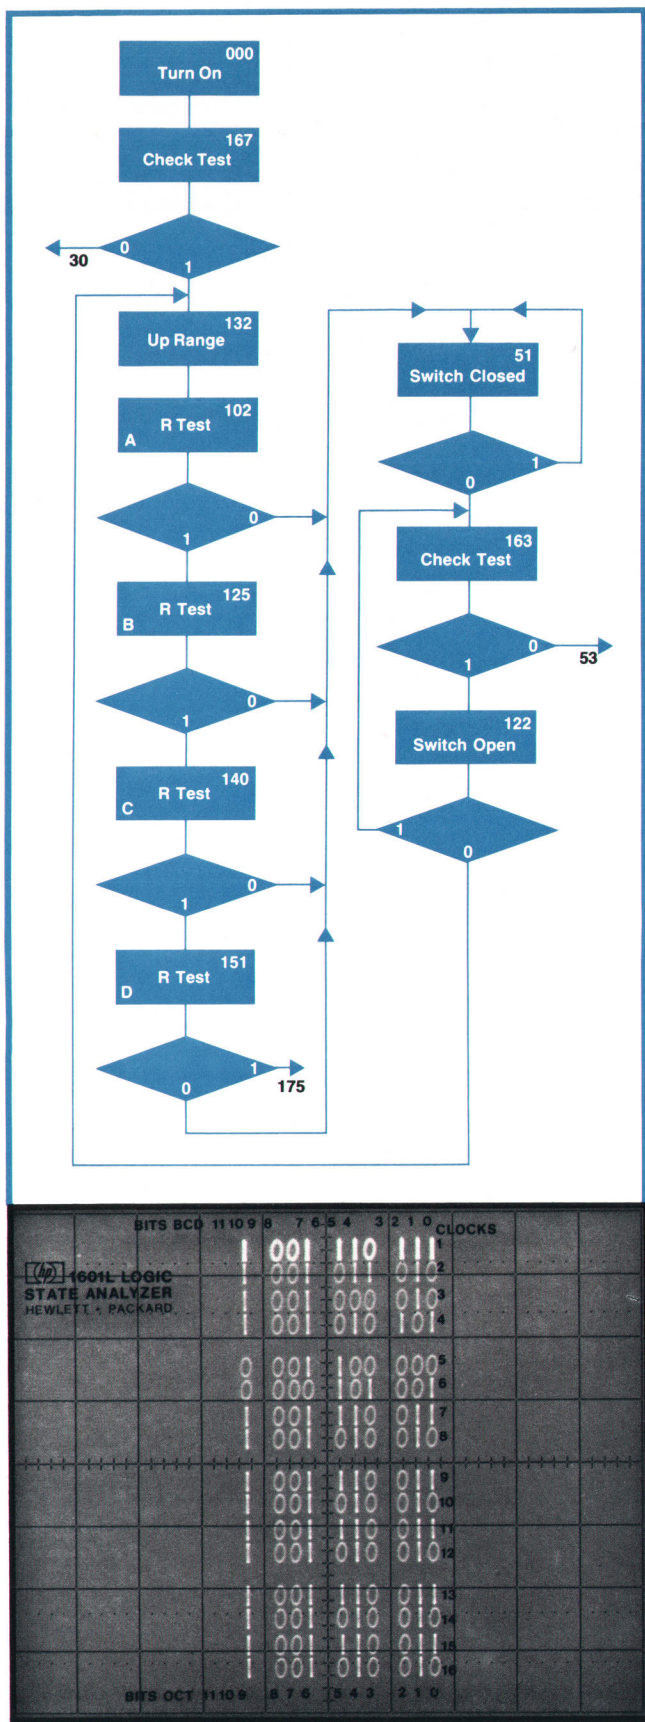 000
Turn On
167
Check Test
0
30
1
132
Up Range
102
R Test
A
0
1
125
R Test
B
0
1
140
R Test
C
0
1
151
R Test
D
1
175
0
51
Switch Closed
1
0
163
Check Test
0
53
1
122
Switch Open
1
0
BITS BCD 11 10 9 8 7 6 5 4 3 2 1 0 CLOCKS
hp 1601L LOGIC
STATE ANALYZER
HEWLETT • PACKARD
1 001 110 111 1
1 001 011 010 2
1 001 000 010 3
1 001 010 101 4
0 001 100 000 5
0 000 101 001 6
1 001 110 011 7
1 001 010 010 8
1 001 110 011 9
1 001 010 010 10
1 001 110 011 11
1 001 010 010 12
1 001 110 011 13
1 001 010 010 14
1 001 110 011 15
1 001 010 010 16
BITS OCT 11 10 9 8 7 6 5 4 3 2 1 0